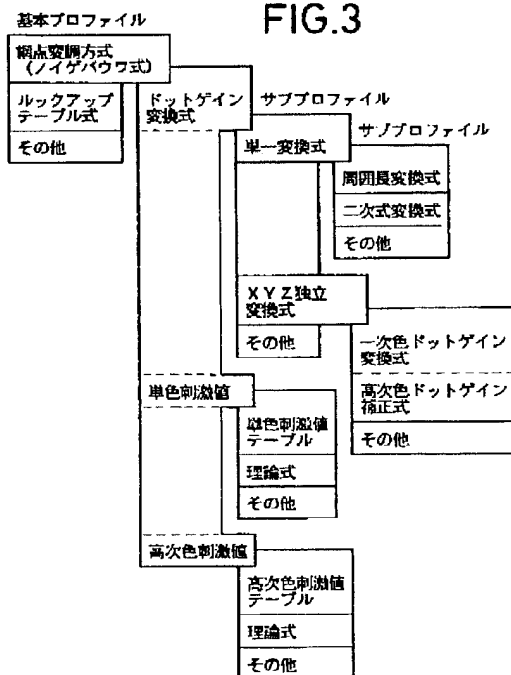 FIG.3
基本プロファイル
網点変調方式
(ノイゲバウワ式)
ルックアップ
テーブル式
その他
ドットゲイン
変換式
サブプロファイル
単一変換式
サブプロファイル
周囲長変換式
二次式変換式
その他
XYZ独立
変換式
その他
一次色ドットゲイン
変換式
高次色ドットゲイン
補正式
その他
単色刺激値
単色刺激値
テーブル
理論式
その他
高次色刺激値
高次色刺激値
テーブル
理論式
その他